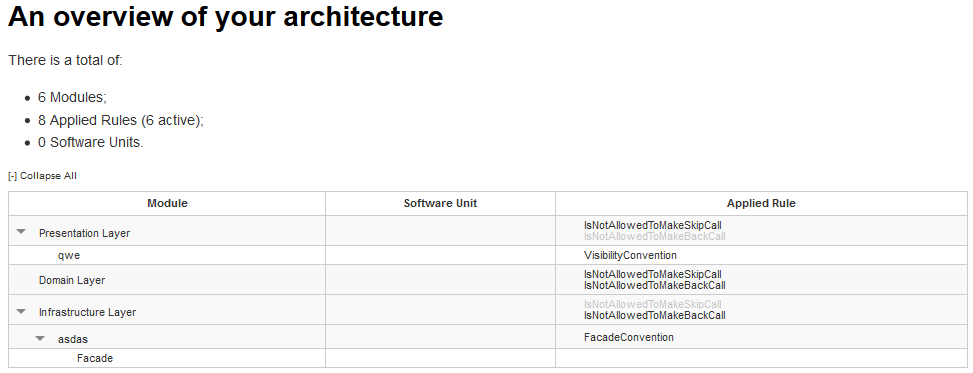 An overview of your architecture
There is a total of:
6 Modules;
8 Applied Rules (6 active);
0 Software Units.
[-] Collapse All
Module Software Unit Applied Rule
Presentation Layer
IsNotAllowedToMakeSkipCall
IsNotAllowedToMakeBackCall
qwe VisibilityConvention
Domain Layer
IsNotAllowedToMakeSkipCall
IsNotAllowedToMakeBackCall
Infrastructure Layer
IsNotAllowedToMakeSkipCall
IsNotAllowedToMakeBackCall
asdas FacadeConvention
Facade